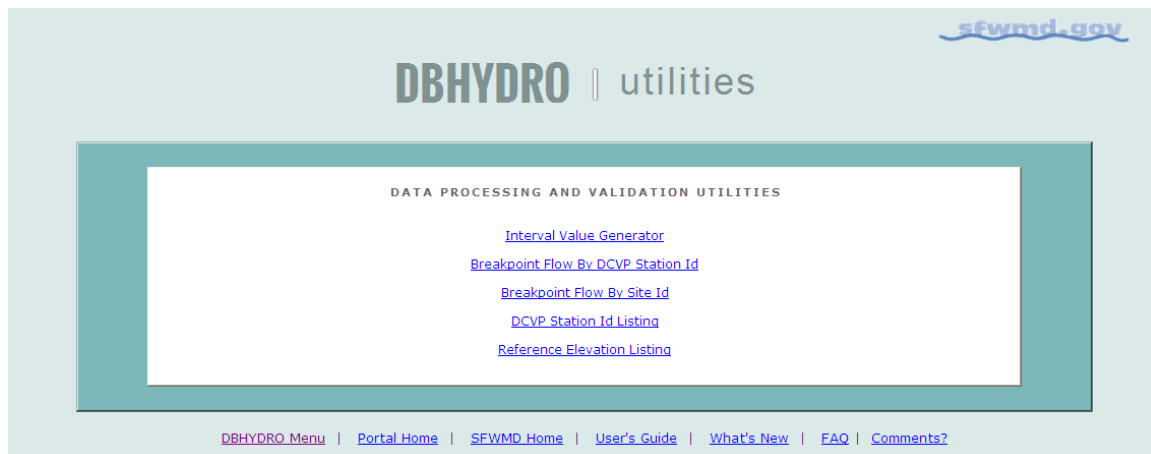 sfwmd.gov
DBHYDRO | utilities
DATA PROCESSING AND VALIDATION UTILITIES
Interval Value Generator
Breakpoint Flow By DCVP Station Id
Breakpoint Flow By Site Id
DCVP Station Id Listing
Reference Elevation Listing
DBHYDRO Menu | Portal Home | SFWMD Home | User's Guide | What's New | FAQ | Comments?